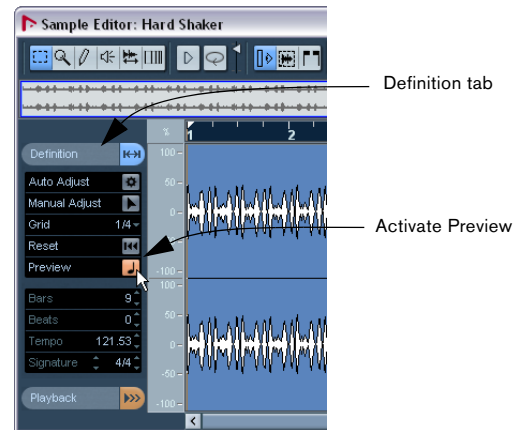 Sample Editor: Hard Shaker
Definition tab
Definition
%
1
2
Auto Adjust
Manual Adjust
Grid 1/4
Reset
Preview
Activate Preview
Bars 9
Beats 0
Tempo 121.53
Signature 4/4
Playback
100
50
0
-100
100
50
0
-50
-100